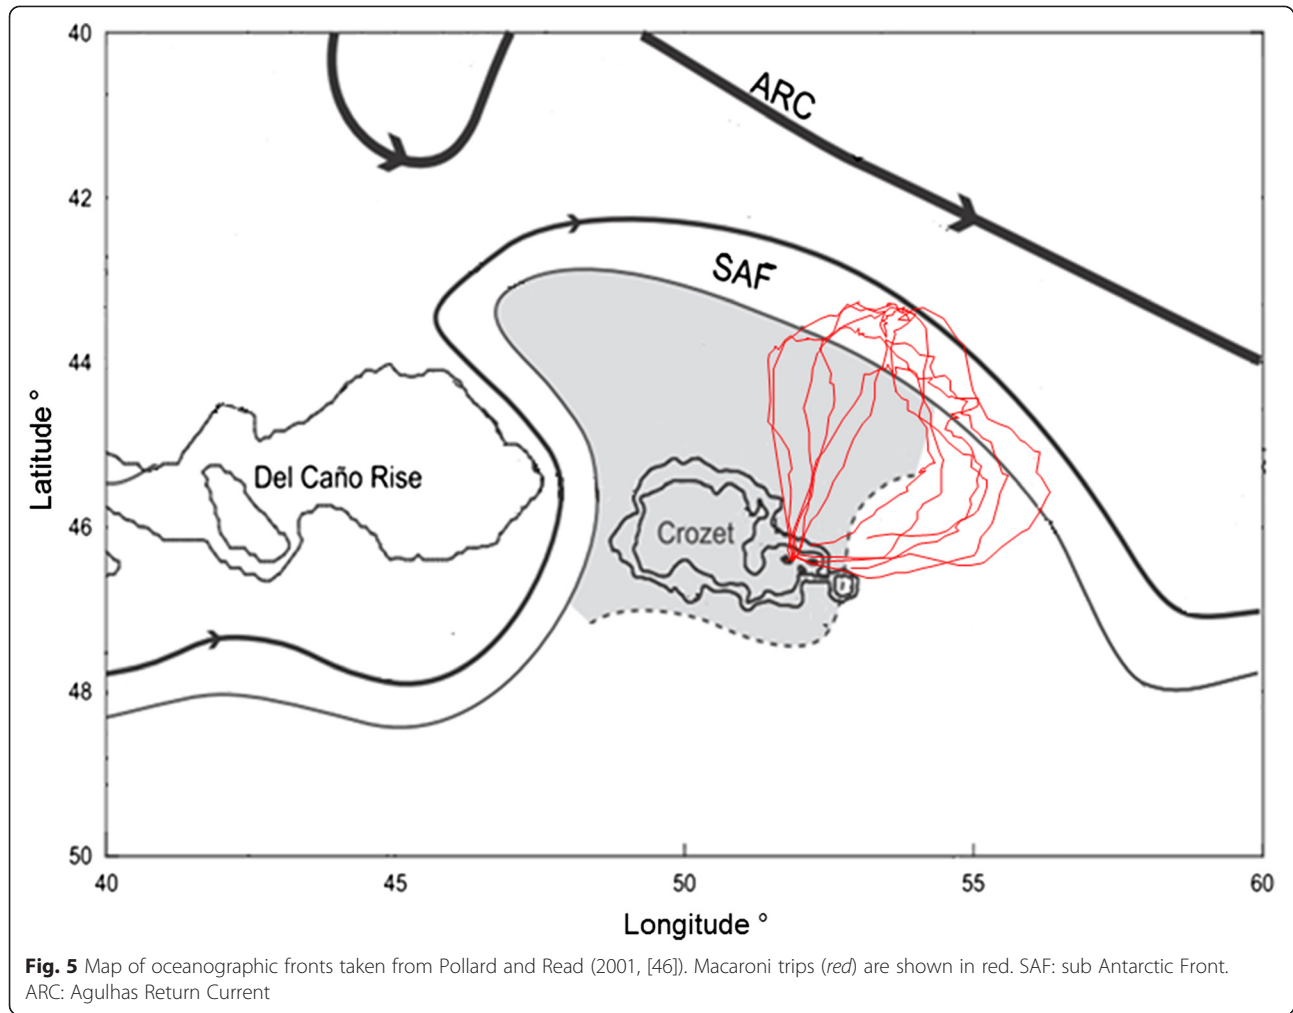 40
ARC
42
SAF
44
Latitude °
Del Caño Rise
46
Crozet
48
50
40 45 50 55 60
Longitude °
Fig. 5 Map of oceanographic fronts taken from Pollard and Read (2001, [46]). Macaroni trips (red) are shown in red. SAF: sub Antarctic Front.
ARC: Agulhas Return Current